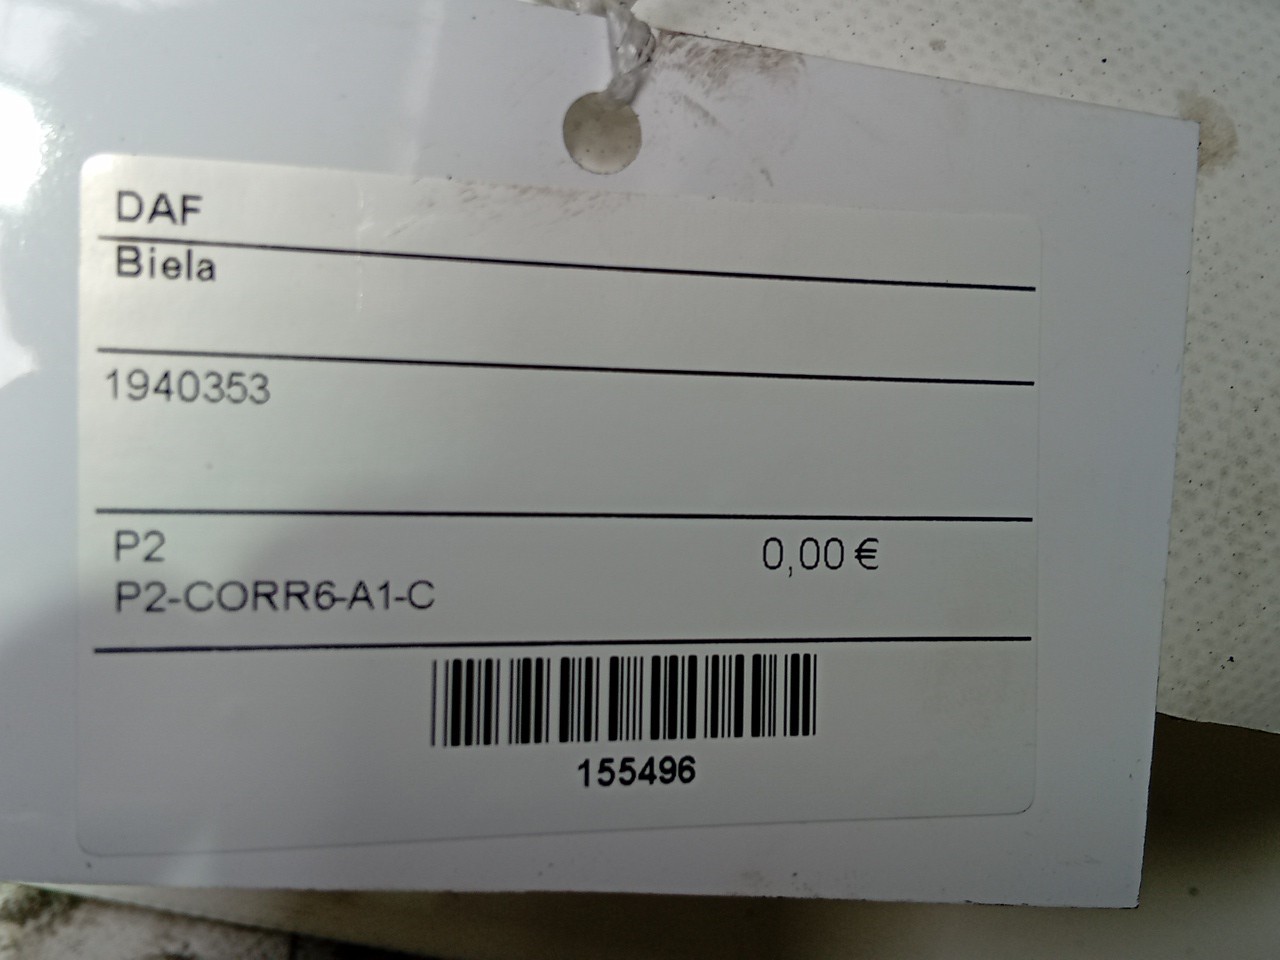 DAF
Biela
1940353
P2 0,00 €
P2-CORR6-A1-C
155496